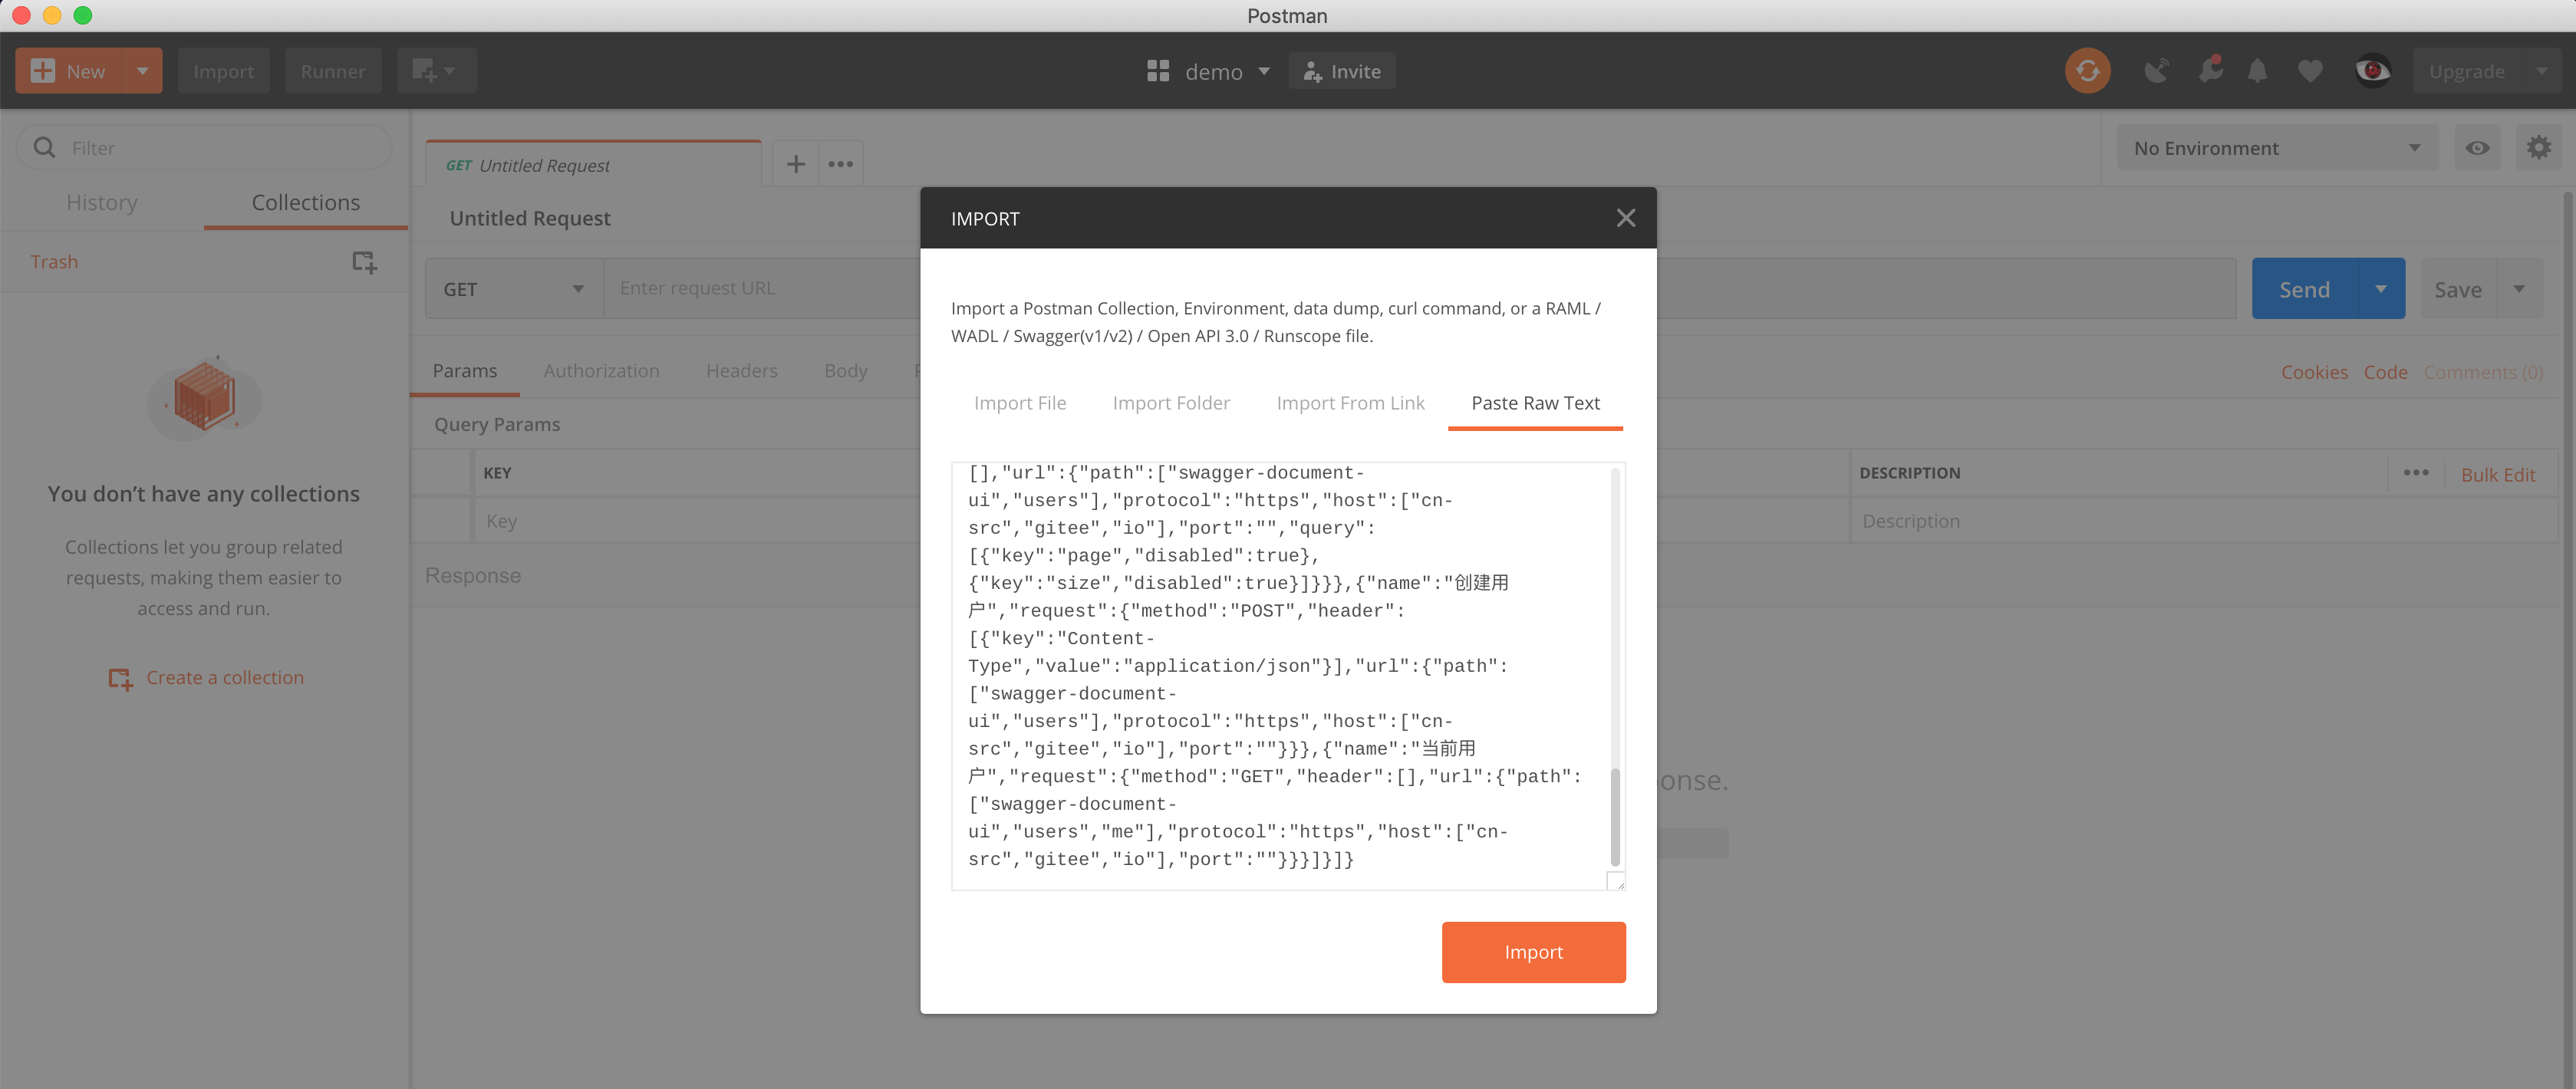 Postman
New
Import
Runner
demo
Invite
Upgrade
Filter
History
Collections
Trash
You don't have any collections
Collections let you group related
requests, making them easier to
access and run.
Create a collection
GET Untitled Request
No Environment
Untitled Request
GET
Enter request URL
Send
Save
Params
Authorization
Headers
Body
Cookies
Code
Comments (0)
Query Params
KEY
DESCRIPTION
Bulk Edit
Key
Description
Response
onse.
IMPORT
Import a Postman Collection, Environment, data dump, curl command, or a RAML /
WADL / Swagger(v1/v2) / Open API 3.0 / Runscope file.
Import File
Import Folder
Import From Link
Paste Raw Text
[],"url":{"path":["swagger-document-
ui","users"],"protocol":"https","host":["cn-
src","gitee","io"],"port":"","query":
[{"key":"page","disabled":true},
{"key":"size","disabled":true}]}}},{"name":"创建用
户","request":{"method":"POST","header":
[{"key":"Content-
Type","value":"application/json"}],"url":{"path":
["swagger-document-
ui","users"],"protocol":"https","host":["cn-
src","gitee","io"],"port":""}}},{"name":"当前用
户","request":{"method":"GET","header":[],"url":{"path":
["swagger-document-
ui","users","me"],"protocol":"https","host":["cn-
src","gitee","io"],"port":""}}}]}]}
Import